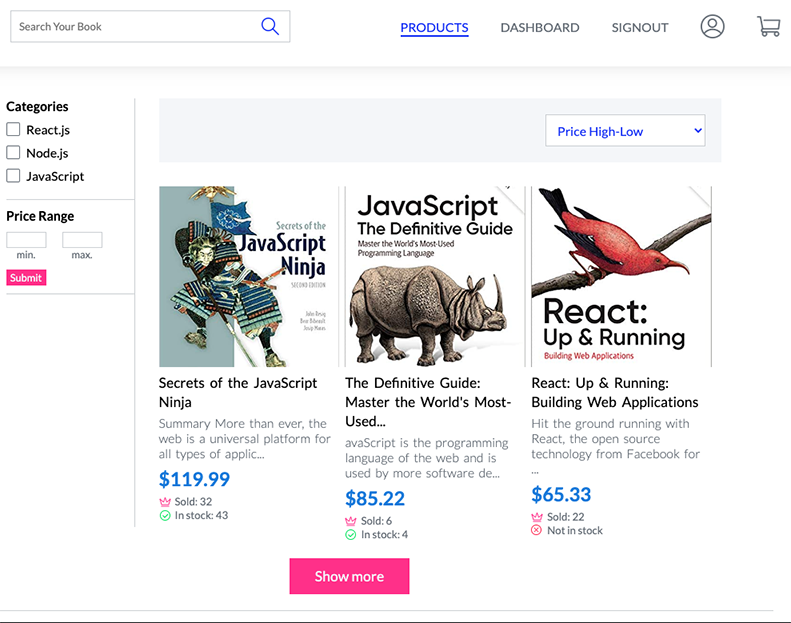 Search Your Book
PRODUCTS
DASHBOARD
SIGNOUT
Categories
React.js
Node.js
JavaScript
Price Range
min.
max.
Submit
Price High-Low
Secrets of the
JavaScript
Ninja
SECOND EDITION
John Resig
Bear Bibeault
Josip Maras
Secrets of the JavaScript
Ninja
Summary More than ever, the
web is a universal platform for
all types of applic...
$119.99
Sold: 32
In stock: 43
JavaScript
The Definitive Guide
Master the World's Most-Used
Programming Language
The Definitive Guide:
Master the World's Most-
Used...
avaScript is the programming
language of the web and is
used by more software de...
$85.22
Sold: 6
In stock: 4
React:
Up & Running
Building Web Applications
React: Up & Running:
Building Web Applications
Hit the ground running with
React, the open source
technology from Facebook for
...
$65.33
Sold: 22
Not in stock
Show more